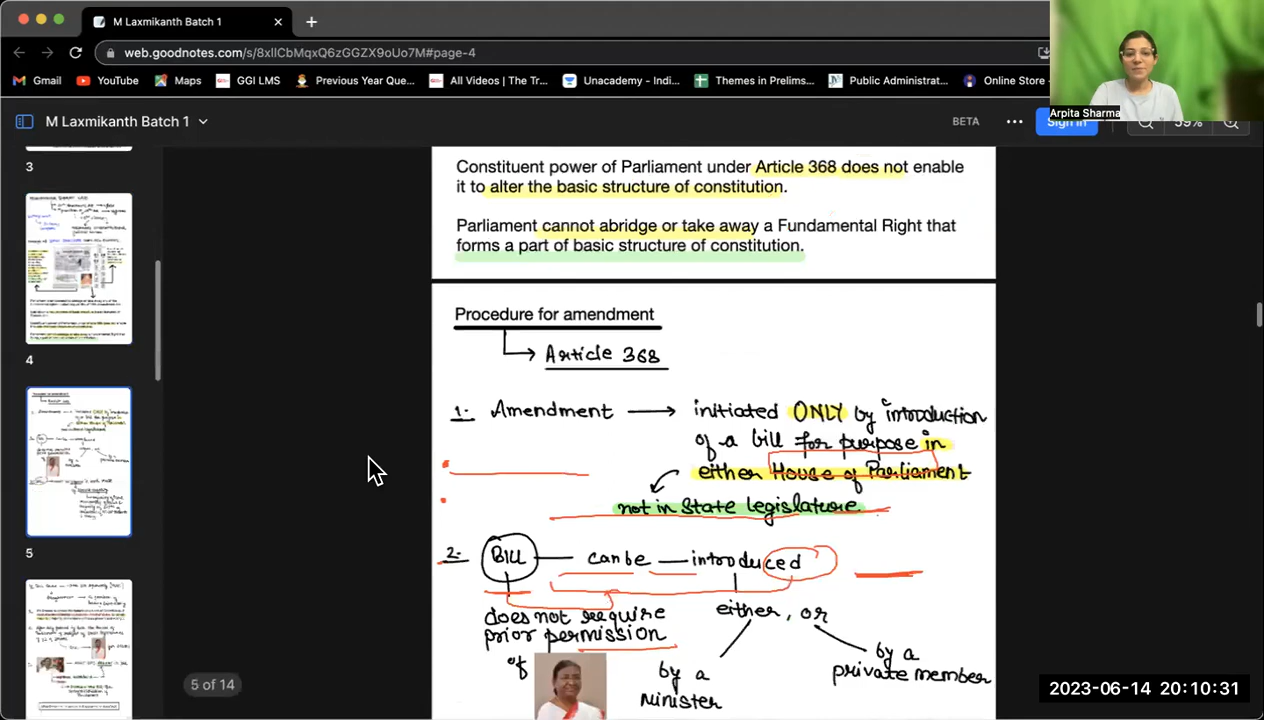 M Laxmikanth Batch 1
web.goodnotes.com/s/8xIlCbMqxQ6zGGZX9oUo7M#page-4
Gmail
YouTube
Maps
GGI LMS
Previous Year Que...
All Videos | The Tr...
Unacademy - Indi...
Themes in Prelims...
Public Administrat...
Online Store -
Arpita Sharma
M Laxmikanth Batch 1
BETA
Sign in
59%
3
4
5
Constituent power of Parliament under Article 368 does not enable
it to alter the basic structure of constitution.
Parliament cannot abridge or take away a Fundamental Right that
forms a part of basic structure of constitution.
Procedure for amendment
Article 368
1- Amendment → initiated ONLY by introduction
of a bill for purpose in
either House of Parliament
not in State legislature
2- Bill — can be — introduced
does not require
prior permission
of
either, or
by a
minister
by a
private member
5 of 14
2023-06-14 20:10:31